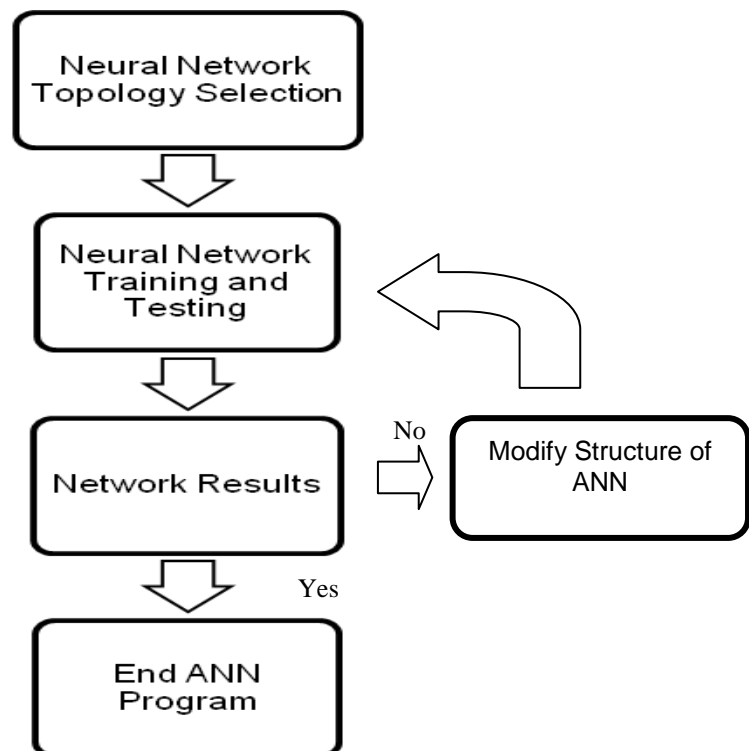 Neural Network
Topology Selection
Neural Network
Training and
Testing
Network Results
No
Modify Structure of
ANN
Yes
End ANN
Program